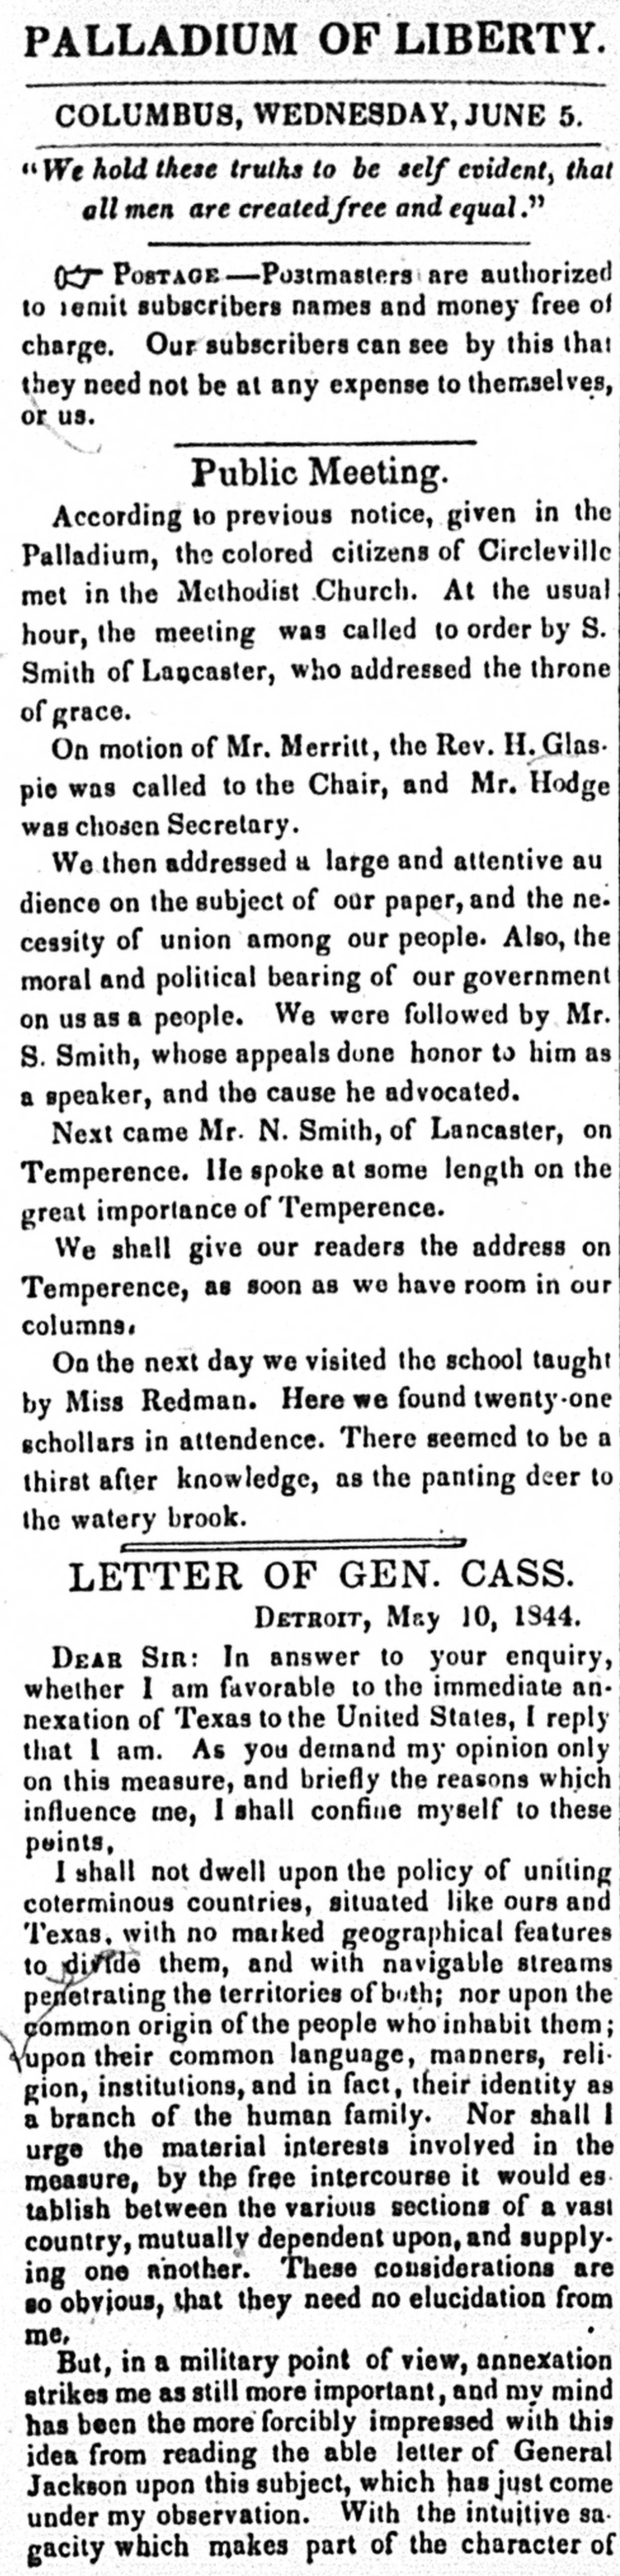 PALLADIUM OF LIBERTY.
COLUMBUS, WEDNESDAY, JUNE 5.
"We hold these truths to be self evident, that
all men are created free and equal."
POSTAGE.—Postmasters are authorized
to remit subscribers names and money free of
charge. Our subscribers can see by this that
they need not be at any expense to themselves,
or us.
Public Meeting.
According to previous notice, given in the
Palladium, the colored citizens of Circleville
met in the Methodist Church. At the usual
hour, the meeting was called to order by S.
Smith of Lancaster, who addressed the throne
of grace.
On motion of Mr. Merritt, the Rev. H. Glas-
pie was called to the Chair, and Mr. Hodge
was chosen Secretary.
We then addressed a large and attentive au
dience on the subject of our paper, and the ne-
cessity of union among our people. Also, the
moral and political bearing of our government
on us as a people. We were followed by Mr.
S. Smith, whose appeals done honor to him as
a speaker, and the cause he advocated.
Next came Mr. N. Smith, of Lancaster, on
Temperence. He spoke at some length on the
great importance of Temperence.
We shall give our readers the address on
Temperence, as soon as we have room in our
columns.
On the next day we visited the school taught
by Miss Redman. Here we found twenty-one
schollars in attendence. There seemed to be a
thirst after knowledge, as the panting deer to
the watery brook.
LETTER OF GEN. CASS.
DETROIT, May 10, 1844.
DEAR SIR: In answer to your enquiry,
whether I am favorable to the immediate an-
nexation of Texas to the United States, I reply
that I am. As you demand my opinion only
on this measure, and briefly the reasons which
influence me, I shall confine myself to these
points,
I shall not dwell upon the policy of uniting
coterminous countries, situated like ours and
Texas, with no marked geographical features
to divide them, and with navigable streams
penetrating the territories of both; nor upon the
common origin of the people who inhabit them;
upon their common language, manners, reli-
gion, institutions, and in fact, their identity as
a branch of the human family. Nor shall I
urge the material interests involved in the
measure, by the free intercourse it would es-
tablish between the various sections of a vast
country, mutually dependent upon, and supply-
ing one another. These considerations are
so obvious, that they need no elucidation from
me.
But, in a military point of view, annexation
strikes me as still more important, and my mind
has been the more forcibly impressed with this
idea from reading the able letter of General
Jackson upon this subject, which has just come
under my observation. With the intuitive sa-
gacity which makes part of the character of